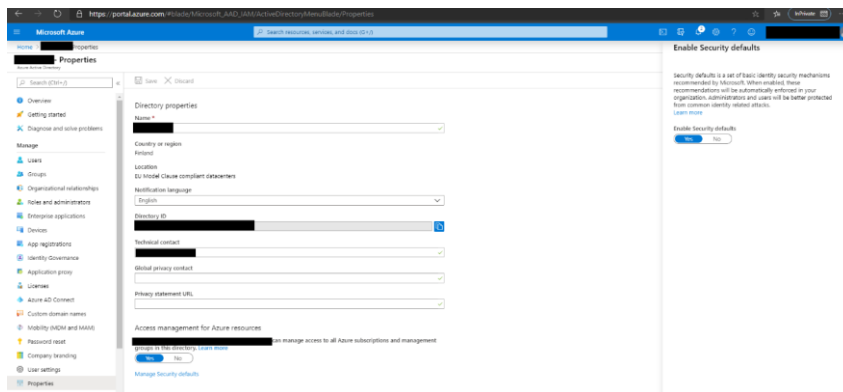 https://portal.azure.com/#blade/Microsoft_AAD_IAM/ActiveDirectoryMenuBlade/Properties
InPrivate
Microsoft Azure
Search resources, services, and docs (G+/)
Home >
Properties
- Properties
Azure Active Directory
Search (Ctrl+/)
Overview
Getting started
Diagnose and solve problems
Manage
Users
Groups
Organizational relationships
Roles and administrators
Enterprise applications
Devices
App registrations
Identity Governance
Application proxy
Licenses
Azure AD Connect
Custom domain names
Mobility (MDM and MAM)
Password reset
Company branding
User settings
Properties
Save
Discard
Directory properties
Name *
Country or region
Finland
Location
EU Model Clause compliant datacenters
Notification language
English
Directory ID
Technical contact
Global privacy contact
Privacy statement URL
Access management for Azure resources
can manage access to all Azure subscriptions and management
groups in this directory. Learn more
Yes No
Manage Security defaults
Enable Security defaults
Security defaults is a set of basic identity security mechanisms
recommended by Microsoft. When enabled, these
recommendations will be automatically enforced in your
organization. Administrators and users will be better protected
from common identity related attacks.
Learn more
Enable Security defaults
Yes No